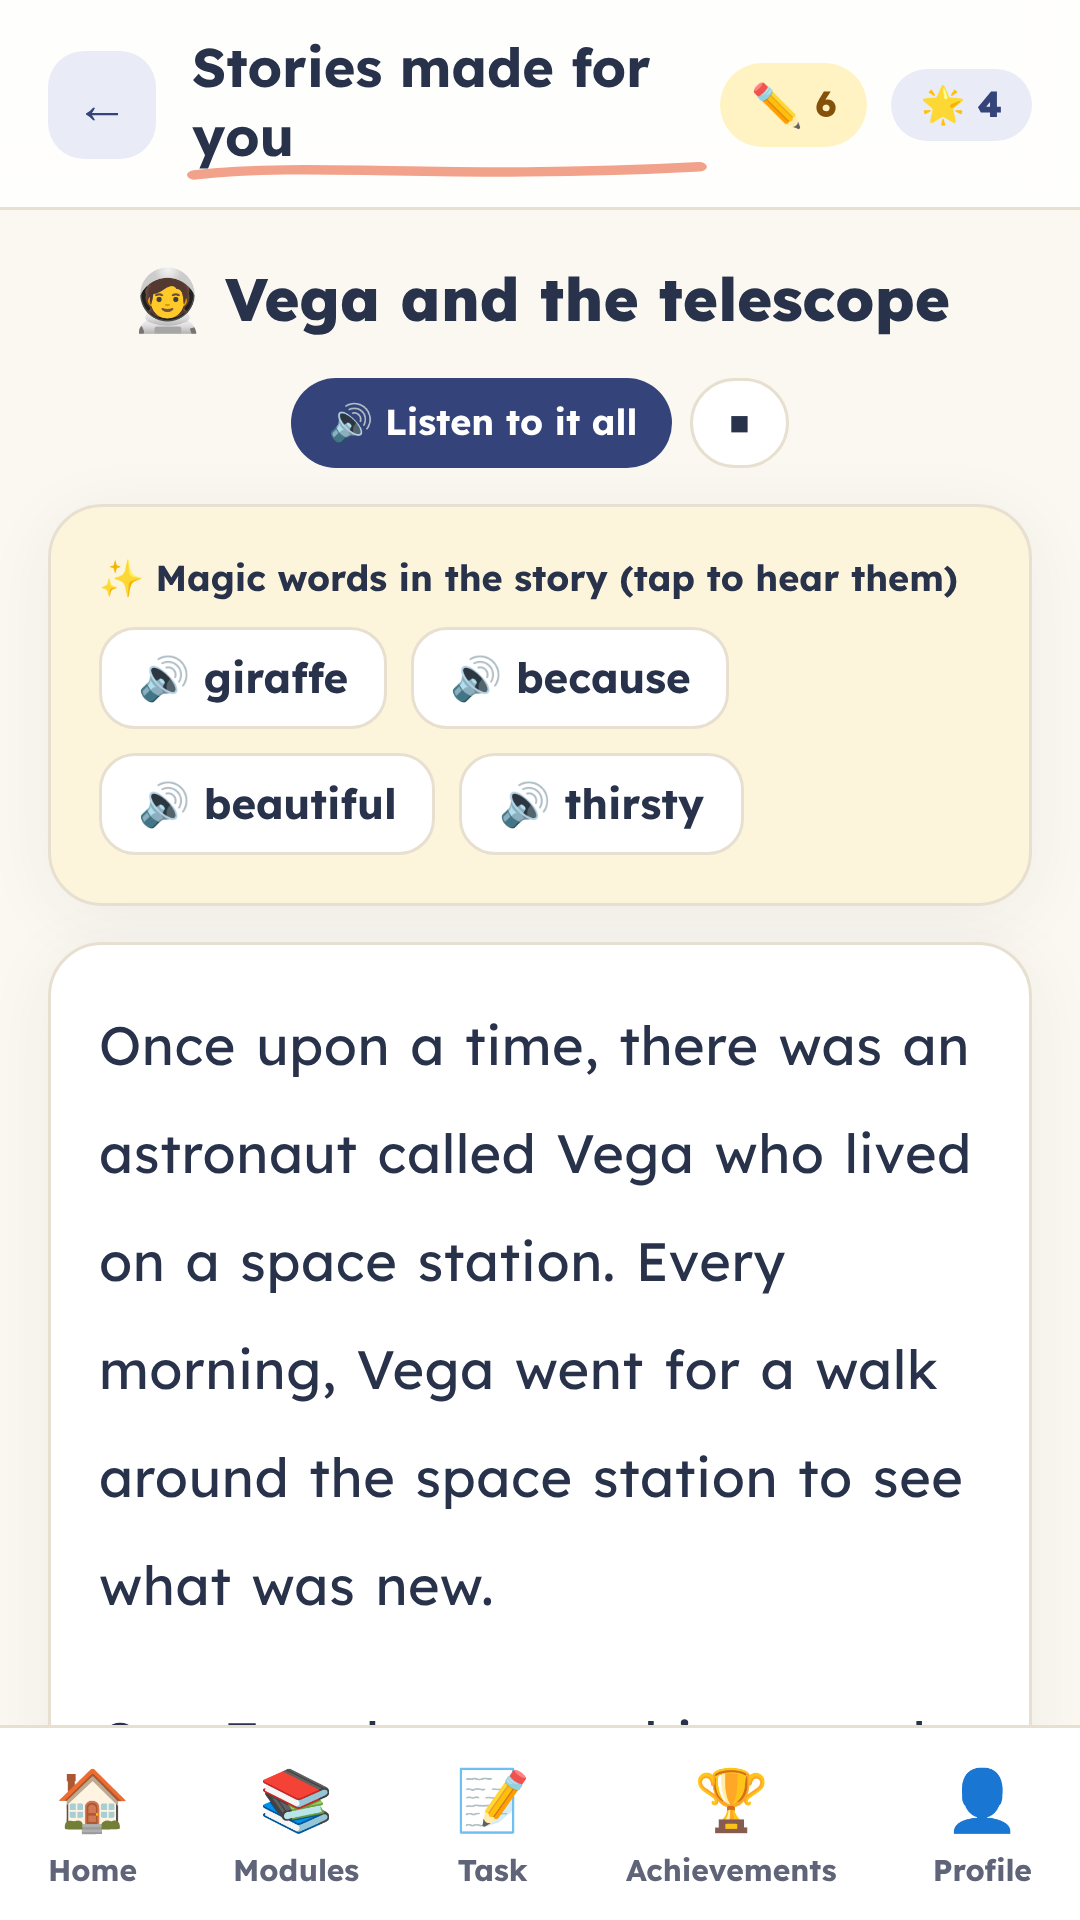 ←
Stories made for
you
6
4
Vega and the telescope
Listen to it all
Magic words in the story (tap to hear them)
giraffe
because
beautiful
thirsty
Once upon a time, there was an
astronaut called Vega who lived
on a space station. Every
morning, Vega went for a walk
around the space station to see
what was new.
Home
Modules
Task
Achievements
Profile